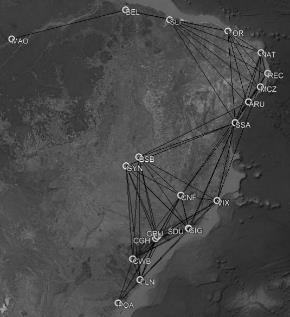 BEL
SLZ
MAO
FOR
NAT
REC
MCZ
ARU
SSA
BSB
GYN
CNF
VIX
GRU
SDU GIG
CGH
CWB
FLN
POA